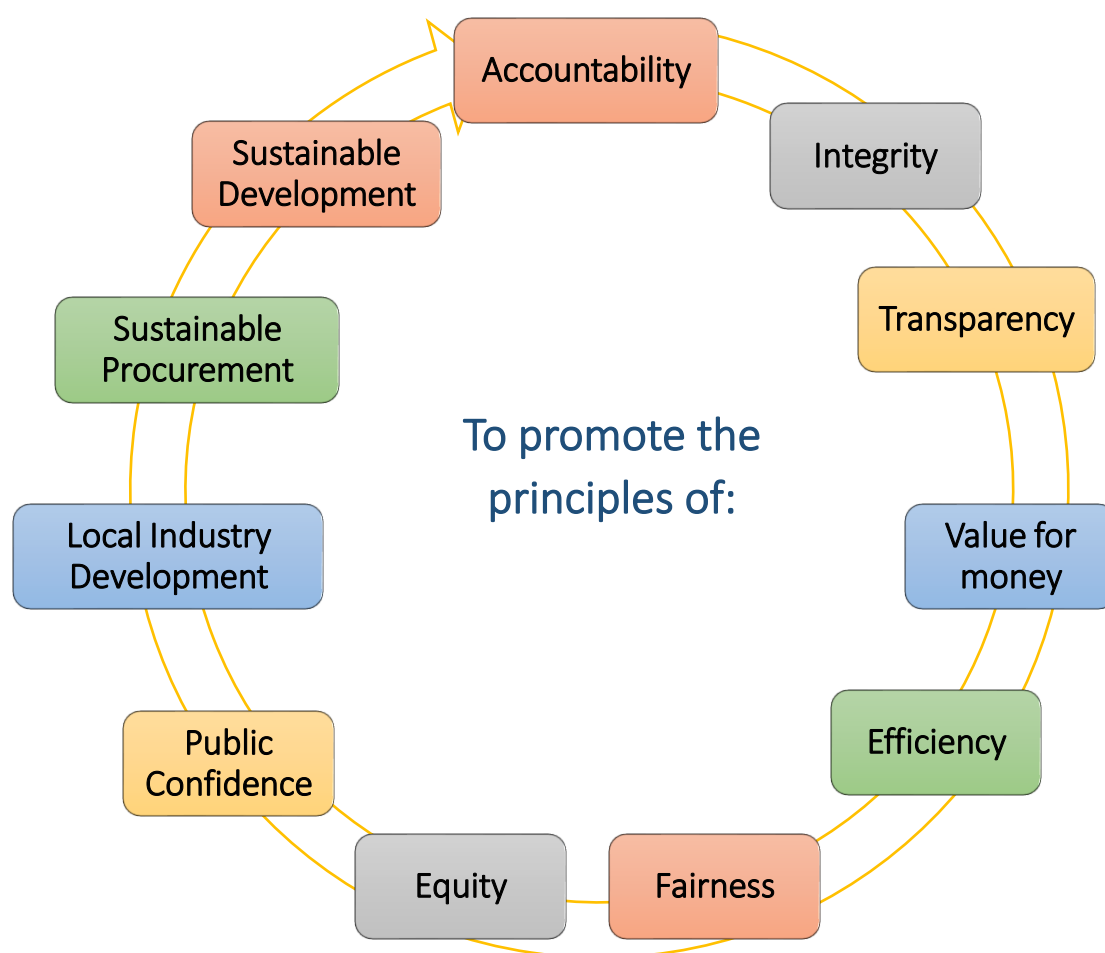 Accountability
Integrity
Transparency
Value for
money
Efficiency
Fairness
Equity
Public
Confidence
Local Industry
Development
Sustainable
Procurement
Sustainable
Development
To promote the
principles of: